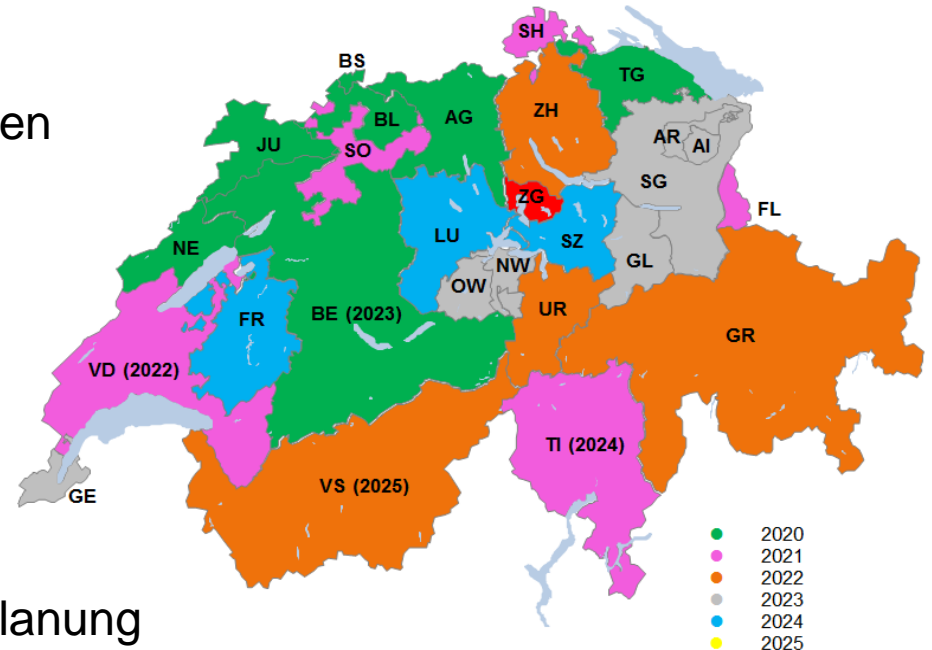 SH
BS
TG
ZH
BL
AG
en
AR
AI
JU
SO
SG
ZG
FL
LU
SZ
NE
NW
GL
OW
FR
BE (2023)
UR
GR
VD (2022)
TI (2024)
VS (2025)
GE
2020
2021
2022
2023
2024
2025
lanung